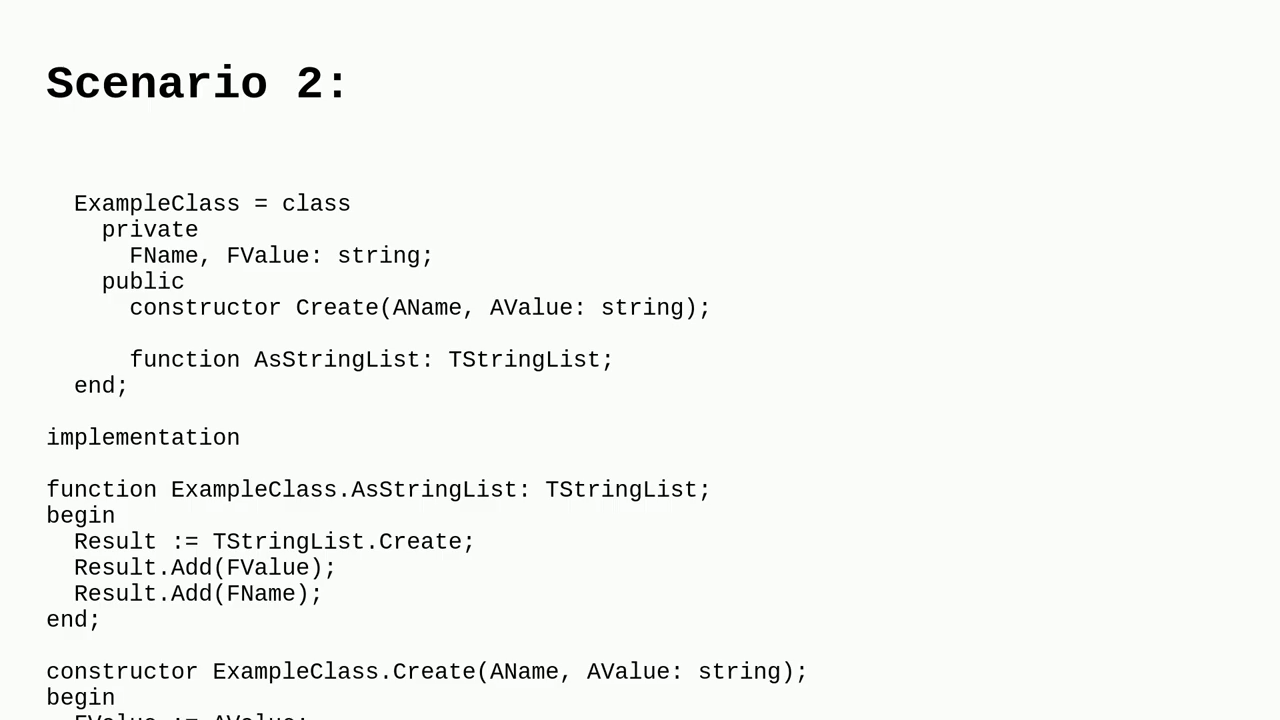 Scenario 2:
ExampleClass = class
private
FName, FValue: string;
public
constructor Create(AName, AValue: string);
function AsStringList: TStringList;
end;
implementation
function ExampleClass.AsStringList: TStringList;
begin
Result := TStringList.Create;
Result.Add(FValue);
Result.Add(FName);
end;
constructor ExampleClass.Create(AName, AValue: string);
begin
FValue := AValue;